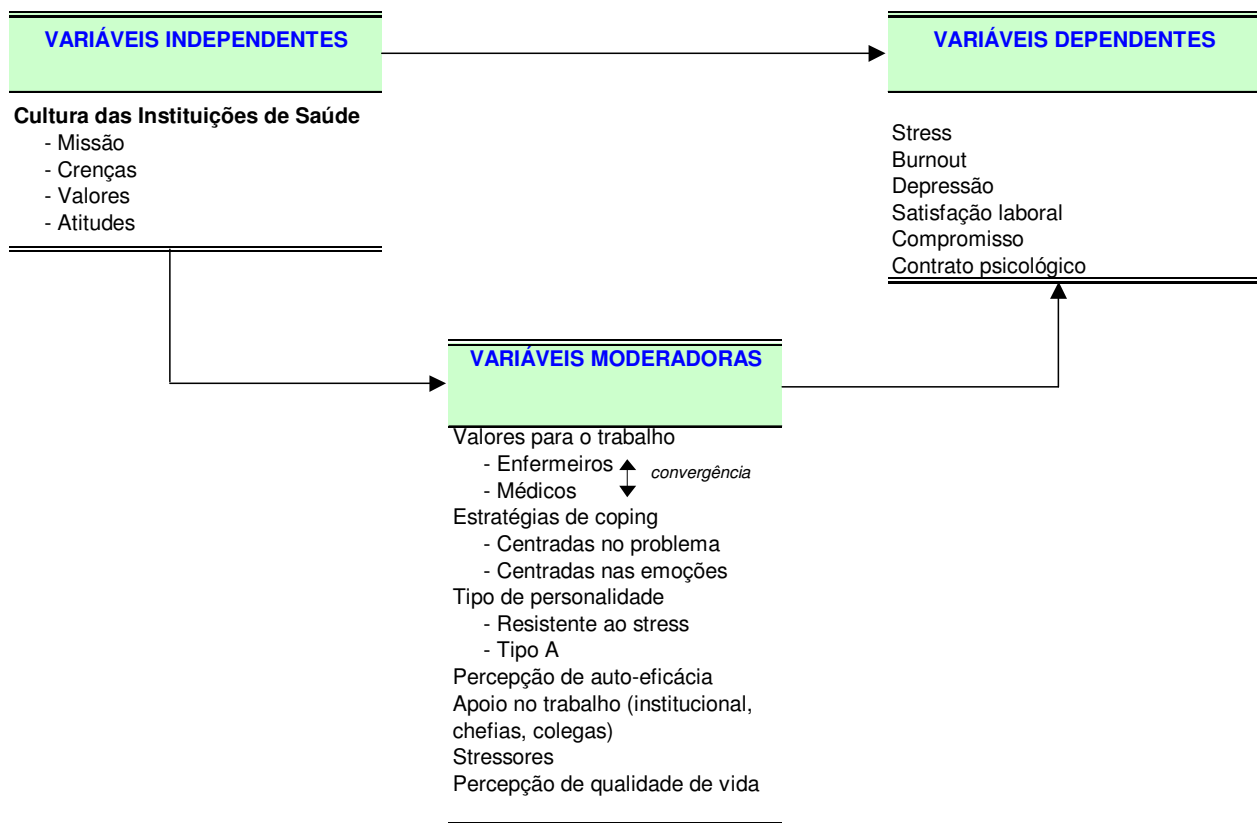 VARIÁVEIS INDEPENDENTES
Cultura das Instituições de Saúde
- Missão
- Crenças
- Valores
- Atitudes
VARIÁVEIS DEPENDENTES
Stress
Burnout
Depressão
Satisfação laboral
Compromisso
Contrato psicológico
VARIÁVEIS MODERADORAS
Valores para o trabalho
- Enfermeiros
convergência
- Médicos
Estratégias de coping
- Centradas no problema
- Centradas nas emoções
Tipo de personalidade
- Resistente ao stress
- Tipo A
Percepção de auto-eficácia
Apoio no trabalho (institucional,
chefias, colegas)
Stressores
Percepção de qualidade de vida